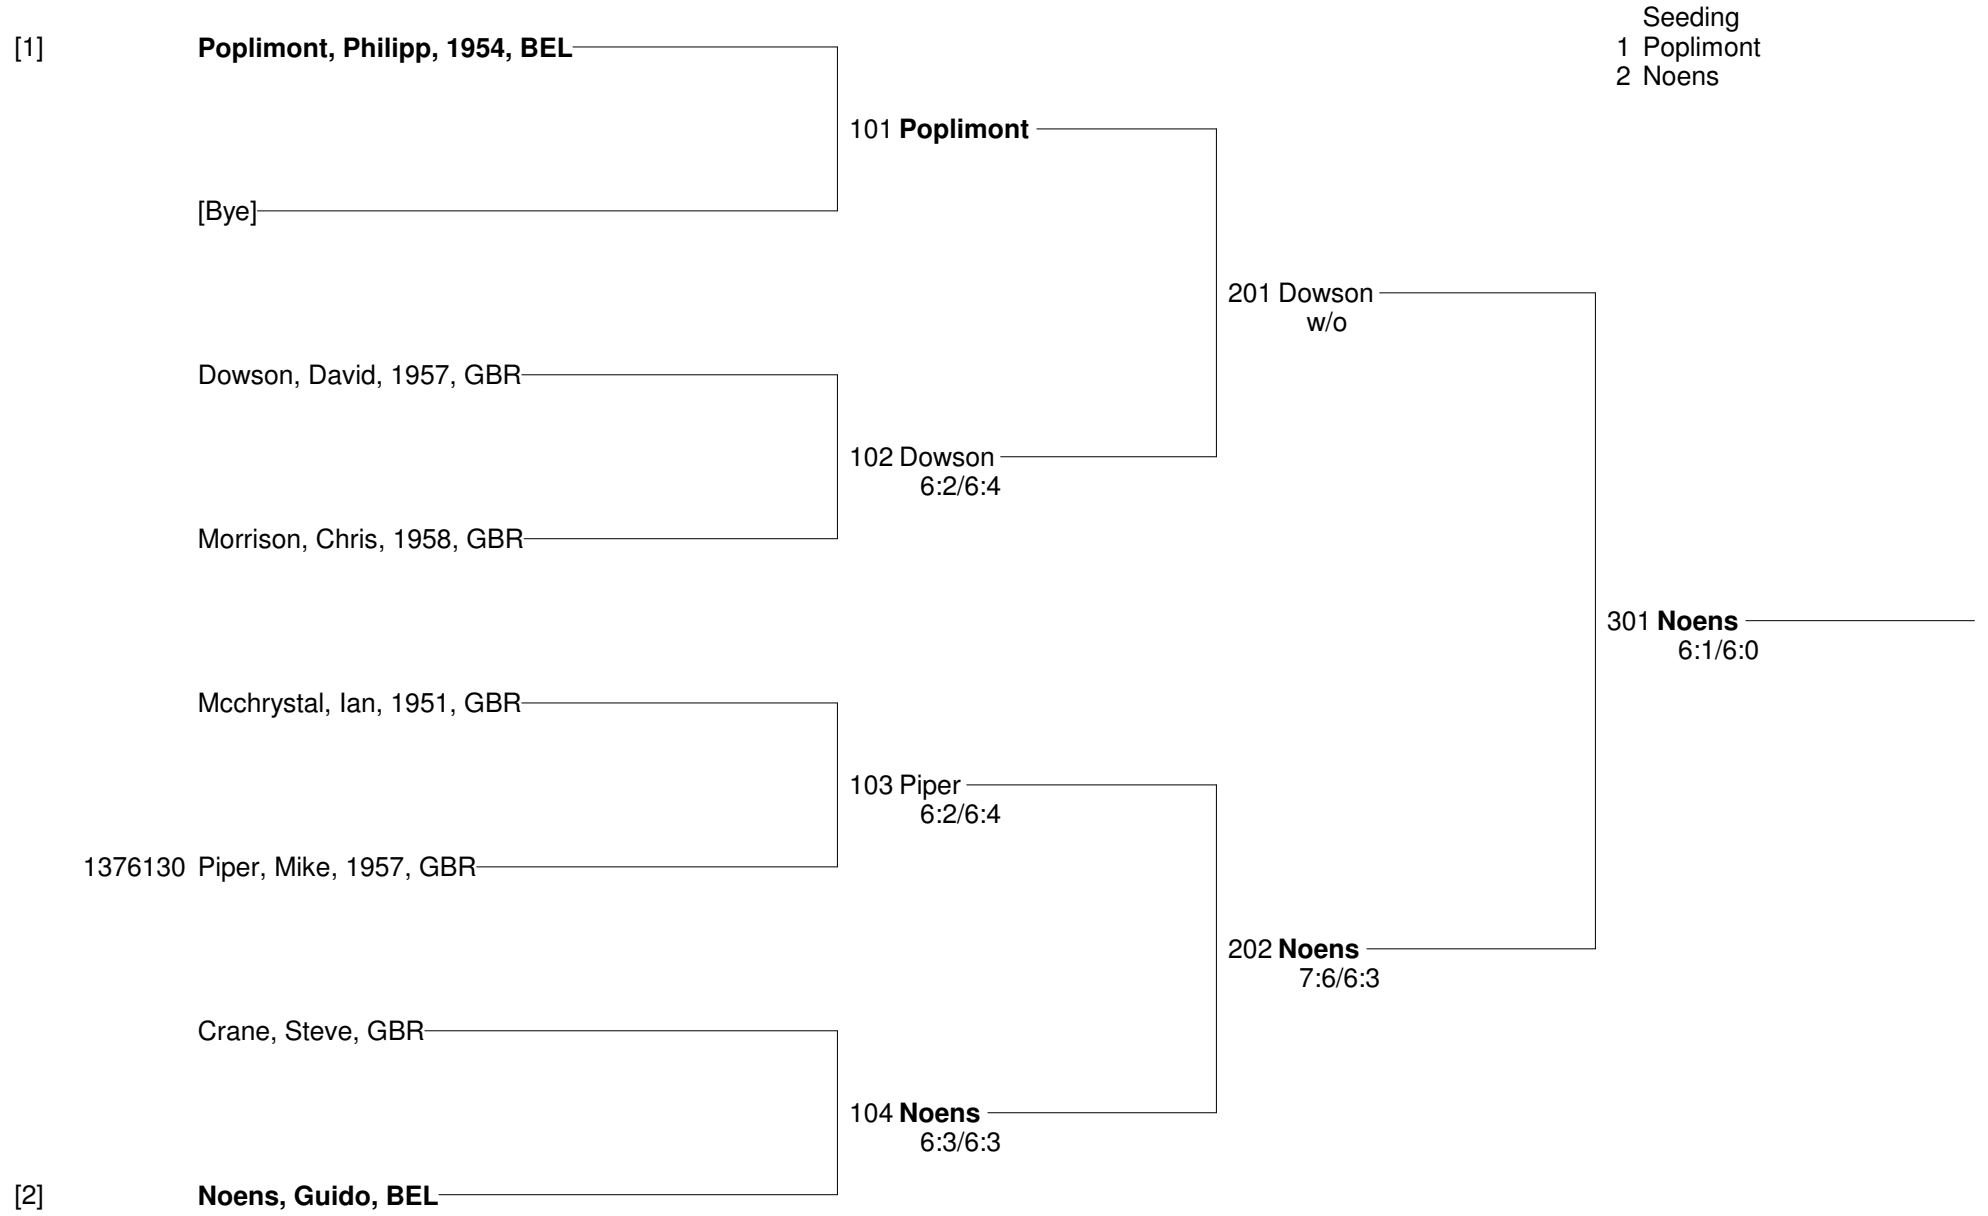 Seeding
1 Poplimont
2 Noens
[1] Poplimont, Philipp, 1954, BEL
101 Poplimont
[Bye]
201 Dowson
w/o
Dowson, David, 1957, GBR
102 Dowson
6:2/6:4
Morrison, Chris, 1958, GBR
301 Noens
6:1/6:0
Mcchrystal, Ian, 1951, GBR
103 Piper
6:2/6:4
1376130 Piper, Mike, 1957, GBR
202 Noens
7:6/6:3
Crane, Steve, GBR
104 Noens
6:3/6:3
[2] Noens, Guido, BEL